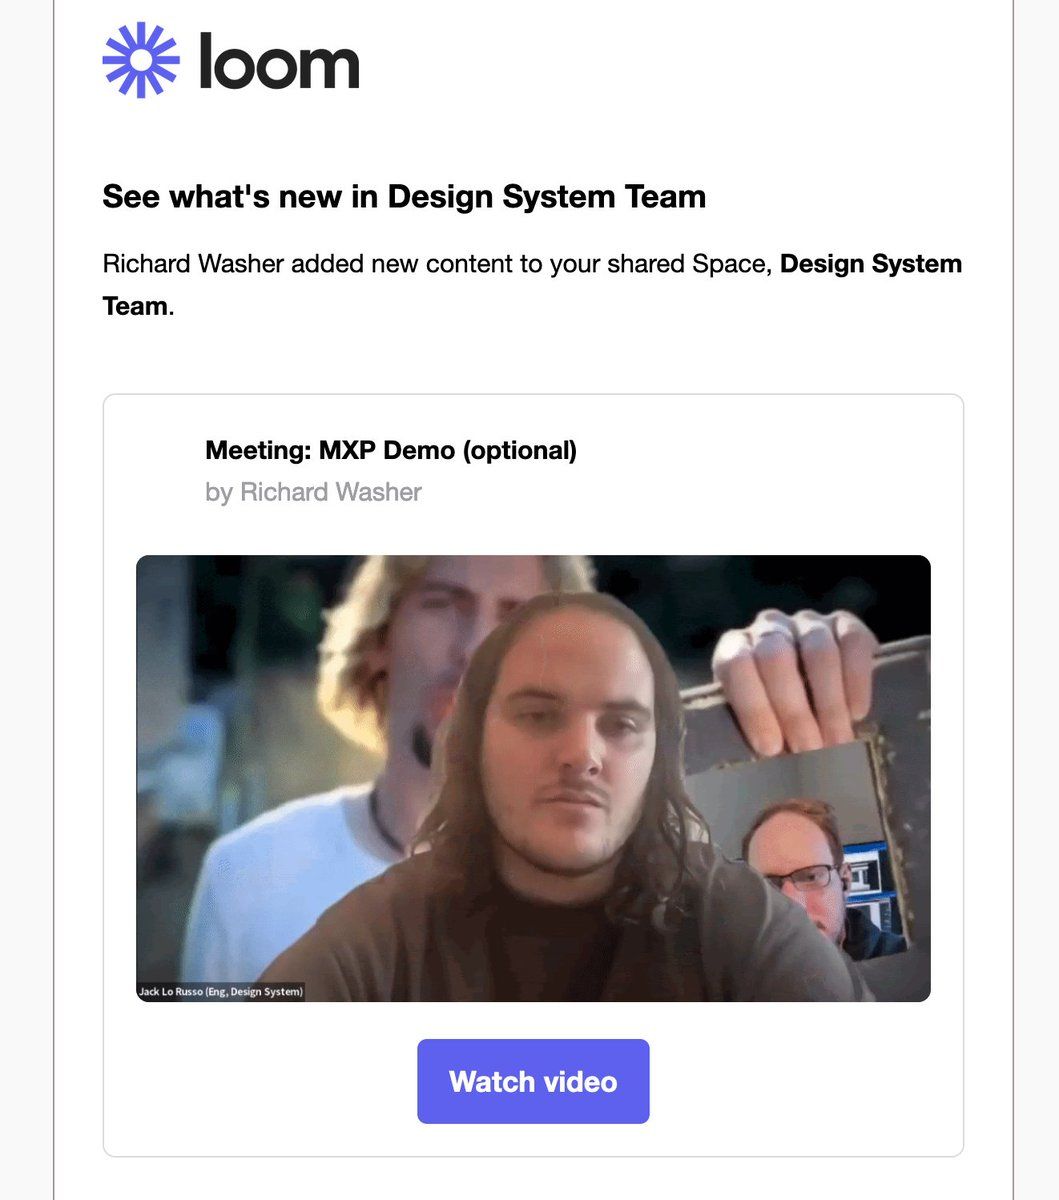 loom
See what's new in Design System Team
Richard Washer added new content to your shared Space, Design System
Team.
Meeting: MXP Demo (optional)
by Richard Washer
Jack Lo Russo (Eng, Design System)
Watch video